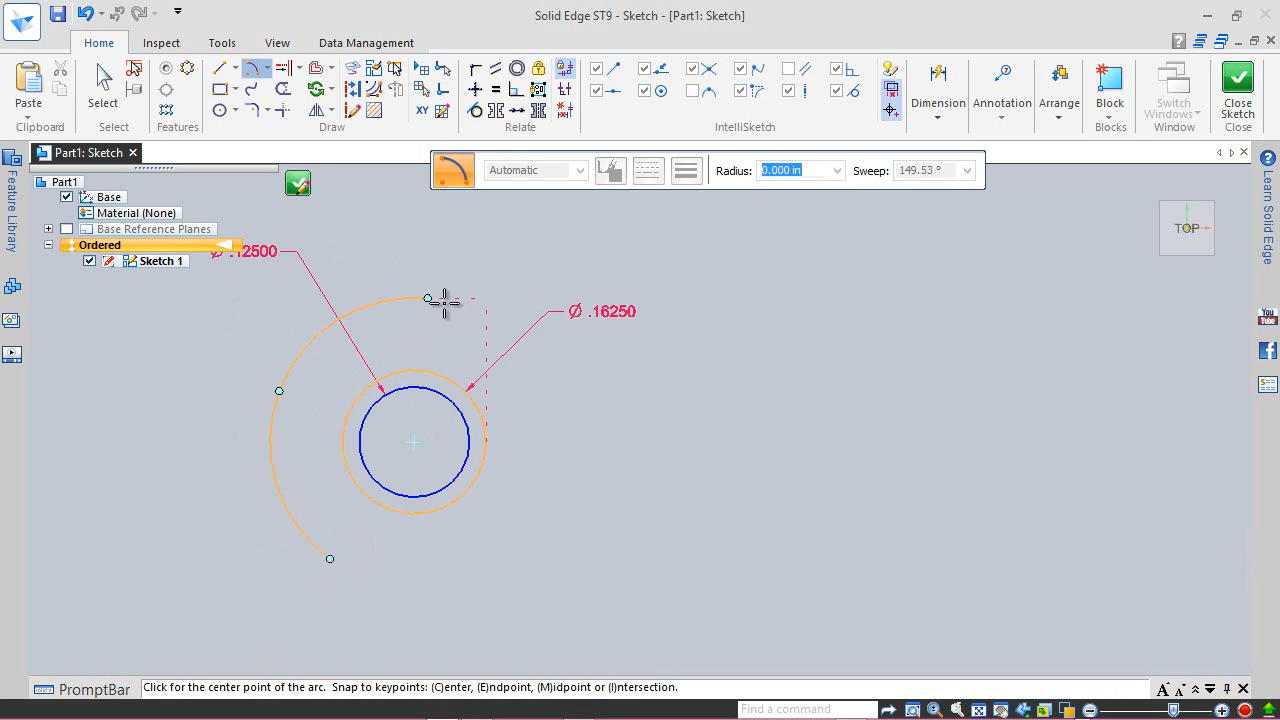 Solid Edge ST9 - Sketch - [Part1: Sketch]
Home Inspect Tools View Data Management
Paste
Select
Dimension Annotation Arrange Block Switch Windows Close Sketch
Clipboard Select Features Draw Relate IntelliSketch Blocks Window Close
XY
Part1: Sketch
Automatic Radius: 0.000 in Sweep: 149.53 °
Part1
Base
Material (None)
Base Reference Planes
Ordered
Sketch 1
Feature Library
Learn Solid Edge
You Tube
TOP
.12500
Ø .16250
PromptBar Click for the center point of the arc. Snap to keypoints: (C)enter, (E)ndpoint, (M)idpoint or (I)ntersection.
Find a command